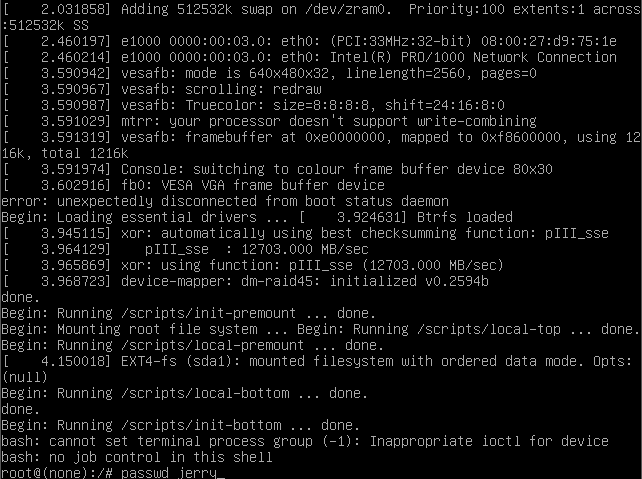 [    2.031858] Adding 512532k swap on /dev/zram0.  Priority:100 extents:1 across
:512532k SS
[    2.460197] e1000 0000:00:03.0: eth0: (PCI:33MHz:32-bit) 08:00:27:d9:75:1e
[    2.460214] e1000 0000:00:03.0: eth0: Intel(R) PRO/1000 Network Connection
[    3.590942] vesafb: mode is 640x480x32, linelength=2560, pages=0
[    3.590967] vesafb: scrolling: redraw
[    3.590987] vesafb: Truecolor: size=8:8:8:8, shift=24:16:8:0
[    3.591029] mtrr: your processor doesn't support write-combining
[    3.591319] vesafb: framebuffer at 0xe0000000, mapped to 0xf8600000, using 12
16k, total 1216k
[    3.591974] Console: switching to colour frame buffer device 80x30
[    3.602916] fb0: VESA VGA frame buffer device
error: unexpectedly disconnected from boot status daemon
Begin: Loading essential drivers ... [    3.924631] Btrfs loaded
[    3.945115] xor: automatically using best checksumming function: pIII_sse
[    3.964129]    pIII_sse  : 12703.000 MB/sec
[    3.965869] xor: using function: pIII_sse (12703.000 MB/sec)
[    3.968723] device-mapper: dm-raid45: initialized v0.2594b
done.
Begin: Running /scripts/init-premount ... done.
Begin: Mounting root file system ... Begin: Running /scripts/local-top ... done.
Begin: Running /scripts/local-premount ... done.
[    4.150018] EXT4-fs (sda1): mounted filesystem with ordered data mode. Opts:
(null)
Begin: Running /scripts/local-bottom ... done.
done.
Begin: Running /scripts/init-bottom ... done.
bash: cannot set terminal process group (-1): Inappropriate ioctl for device
bash: no job control in this shell
root@(none):/# passwd jerry_